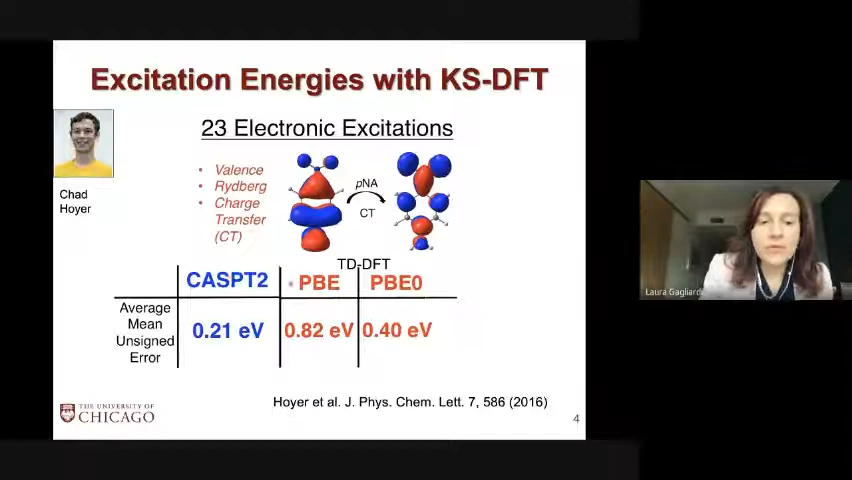 Excitation Energies with KS-DFT
23 Electronic Excitations
Chad
Hoyer
• Valence
• Rydberg
• Charge
Transfer
(CT)
pNA
CT
TD-DFT
CASPT2 PBE PBE0
Average
Mean
Unsigned
Error
0.21 eV 0.82 eV 0.40 eV
Hoyer et al. J. Phys. Chem. Lett. 7, 586 (2016)
THE UNIVERSITY OF
CHICAGO
4
Laura Gagliardi